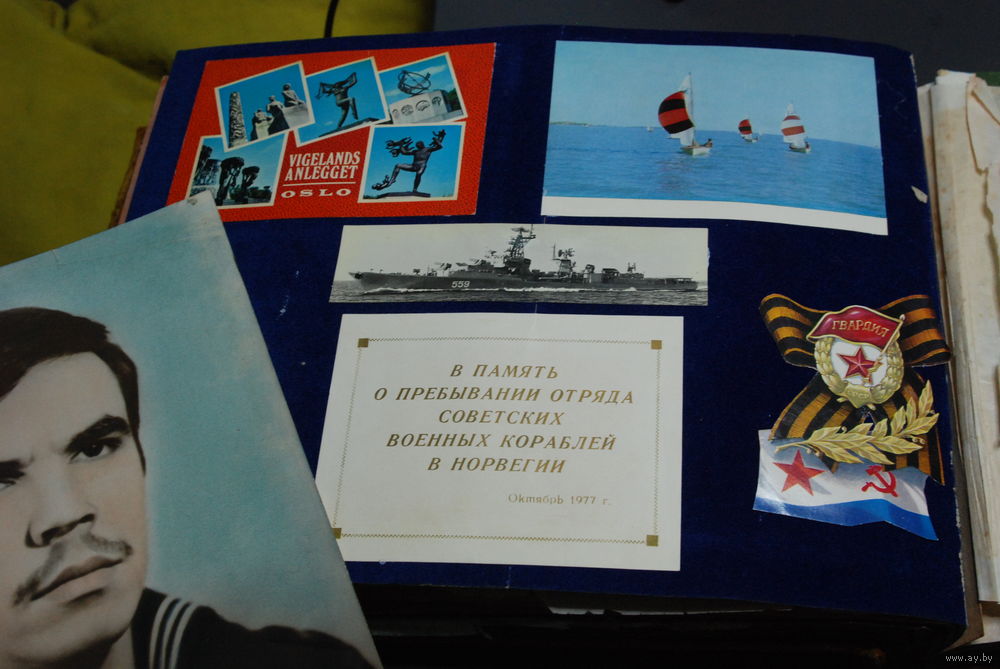 VIGELANDS
ANLEGGET
OSLO
559
ГВАРДИЯ
В ПАМЯТЬ
О ПРЕБЫВАНИИ ОТРЯДА
СОВЕТСКИХ
ВОЕННЫХ КОРАБЛЕЙ
В НОРВЕГИИ
Октябрь 1977 г.
www.ay.by